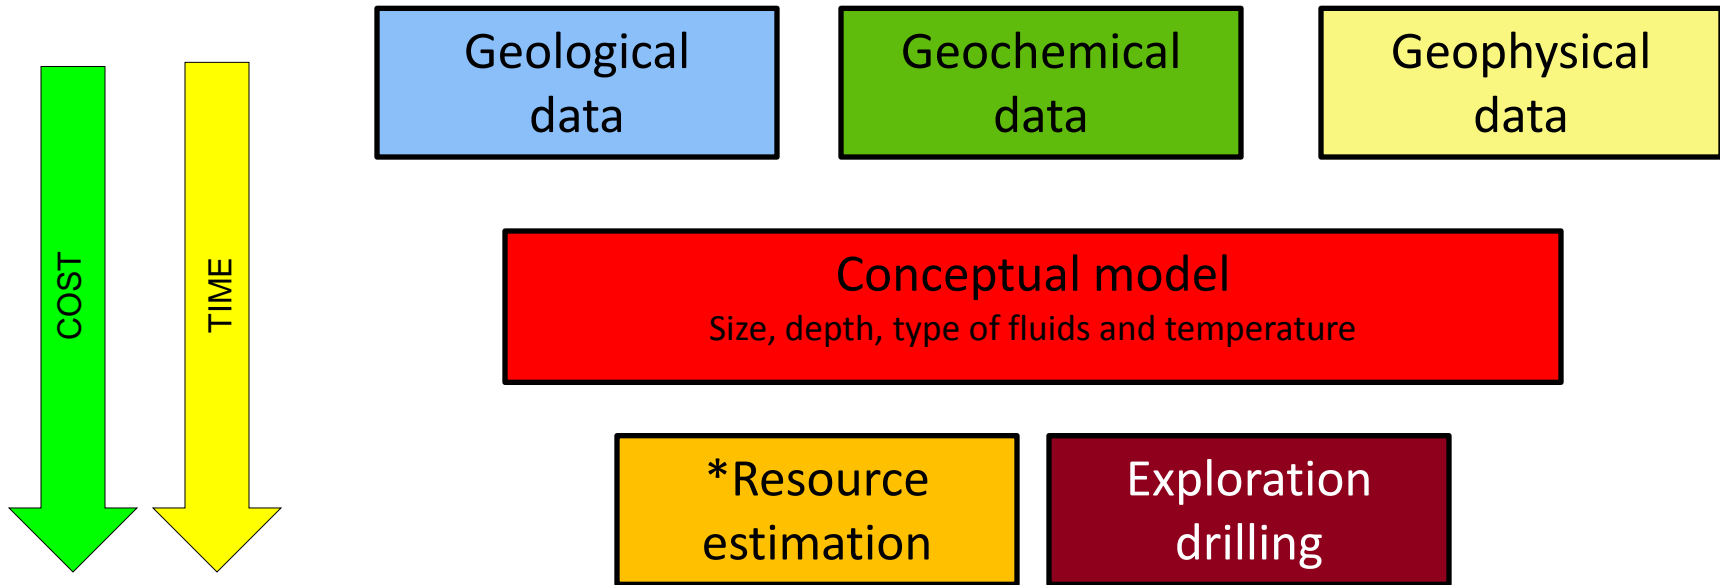 COST
TIME
Geological
data
Geochemical
data
Geophysical
data
Conceptual model
Size, depth, type of fluids and temperature
*Resource
estimation
Exploration
drilling